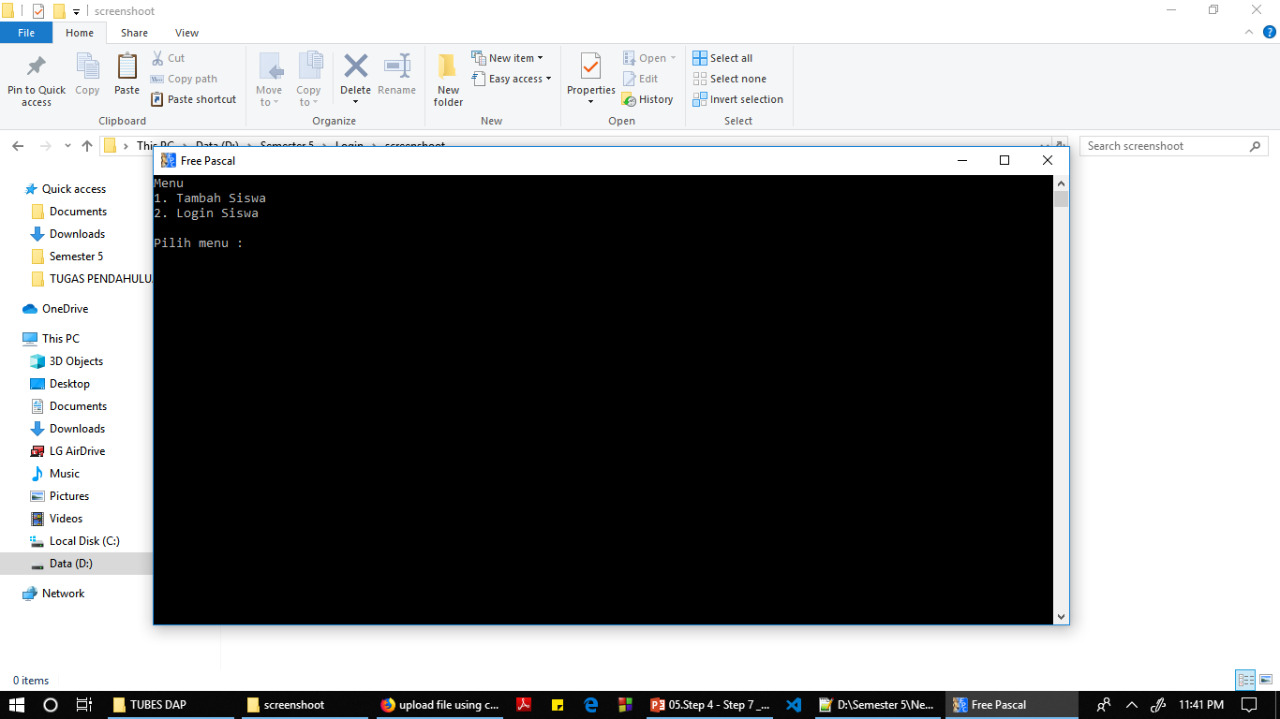 screenshoot
File Home Share View
Pin to Quick access
Copy
Paste
Cut
Copy path
Paste shortcut
Clipboard
Move to
Copy to
Delete
Rename
Organize
New folder
New item
Easy access
New
Properties
Open
Edit
History
Open
Select all
Select none
Invert selection
Select
This PC Data (D:) Semester 5 Login screenshoot
Search screenshoot
Quick access
Documents
Downloads
Semester 5
TUGAS PENDAHULU
OneDrive
This PC
3D Objects
Desktop
Documents
Downloads
LG AirDrive
Music
Pictures
Videos
Local Disk (C:)
Data (D:)
Network
Free Pascal
Menu
1. Tambah Siswa
2. Login Siswa
Pilih menu :
0 items
TUBES DAP
screenshoot
upload file using c...
05.Step 4 - Step 7 _...
D:\Semester 5\Ne...
Free Pascal
11:41 PM